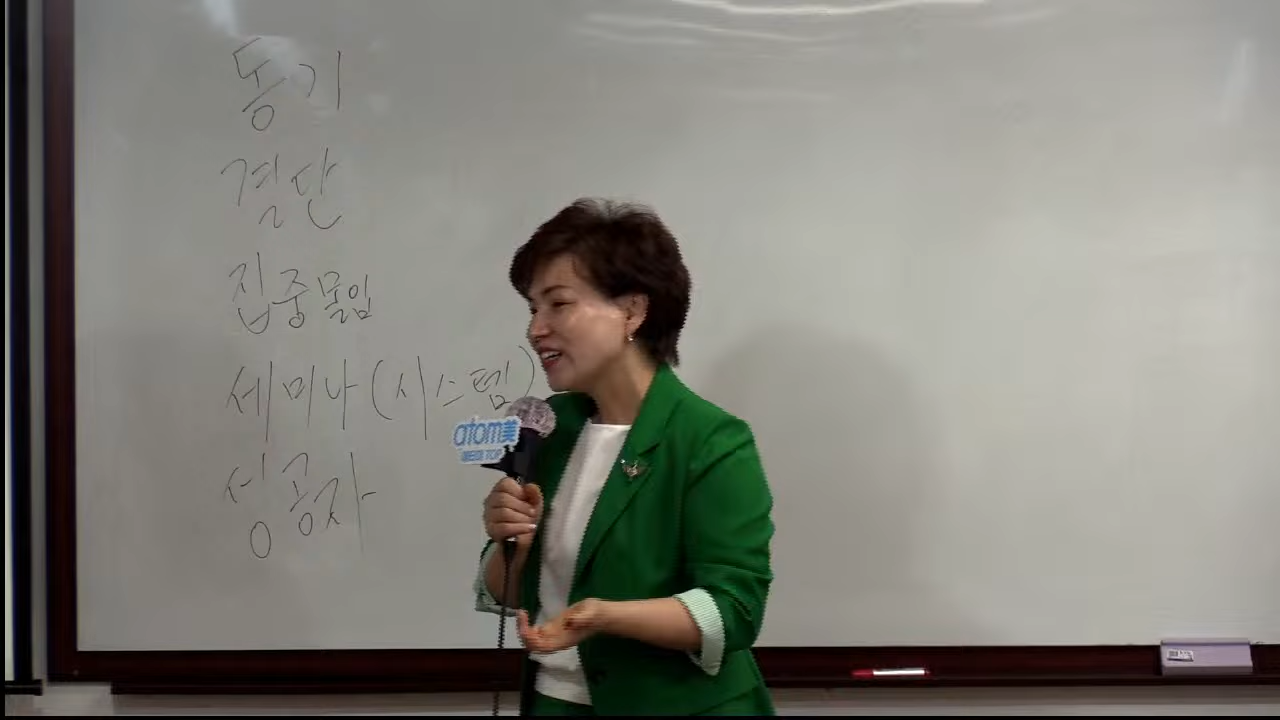 동기
결단
집중몰입
세미나(시스템)
성공자
atom美